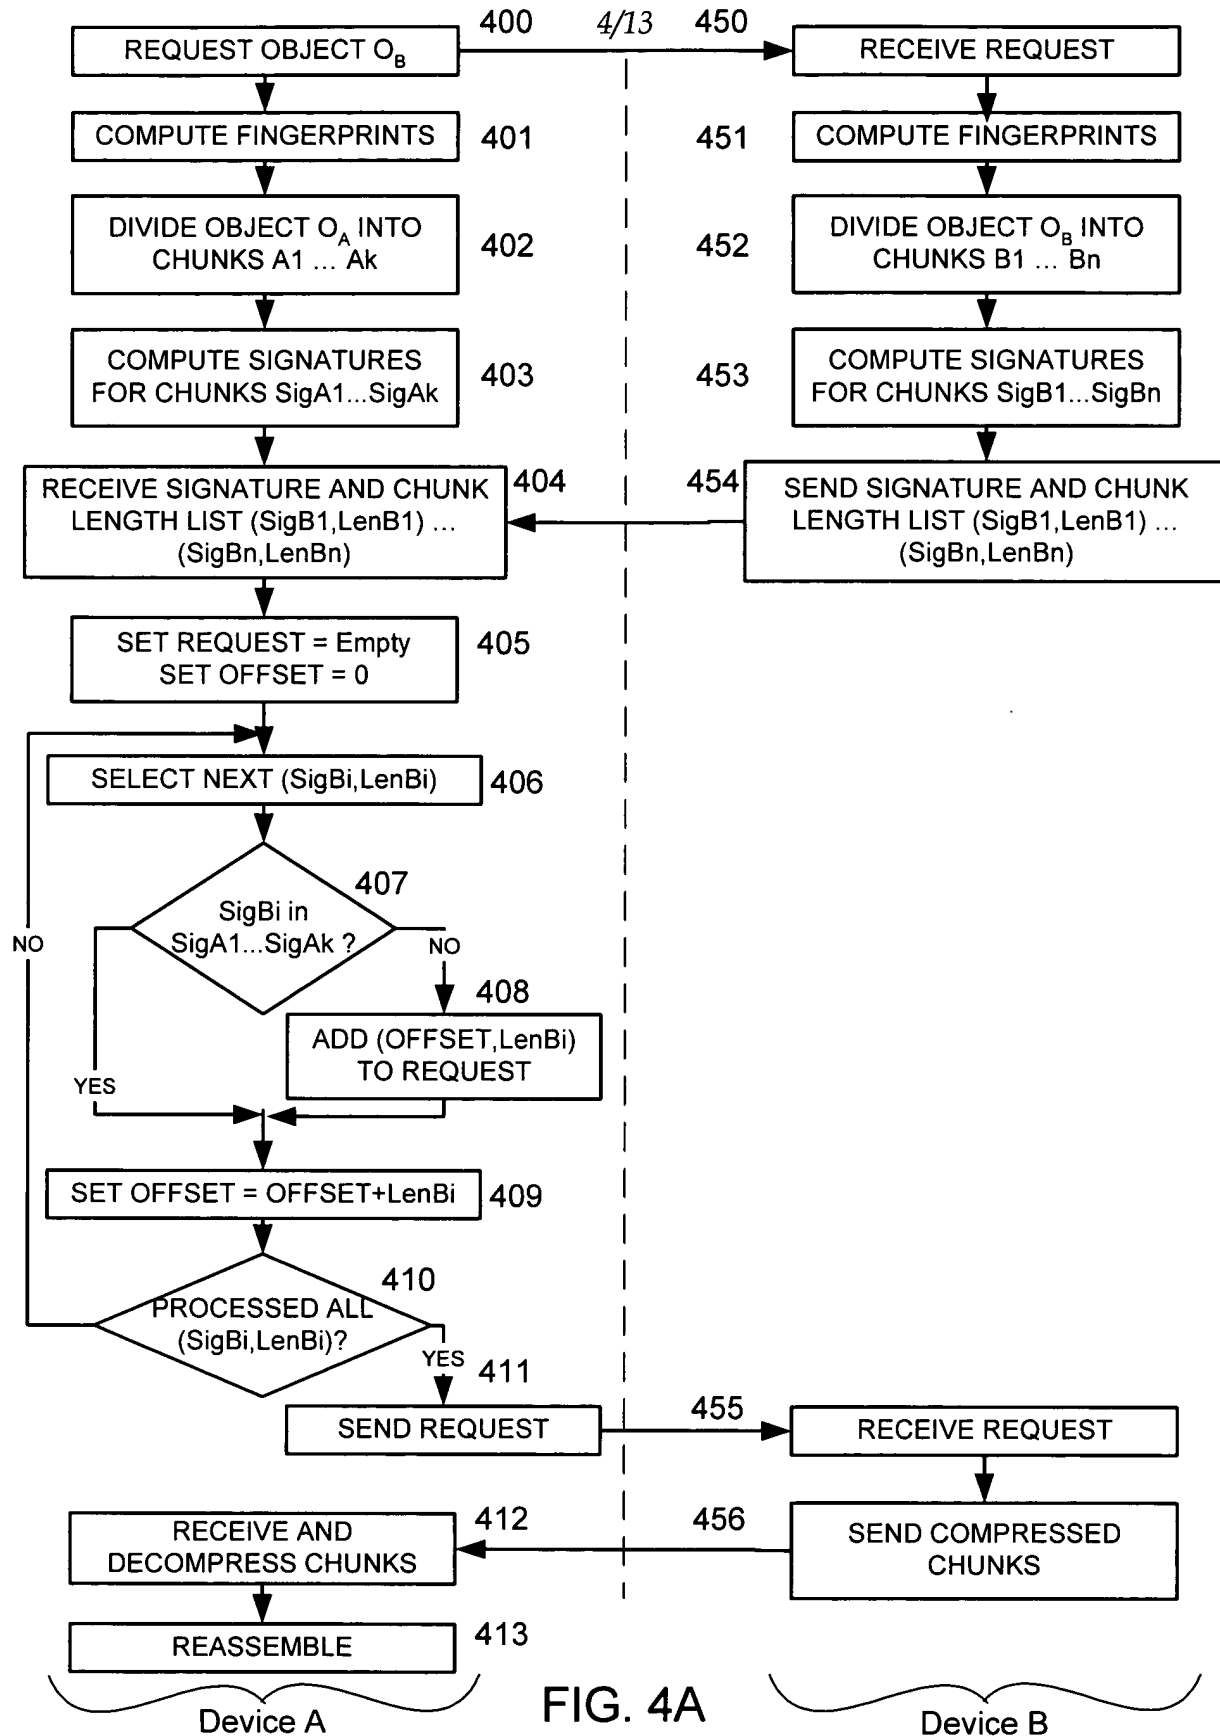 400
4/13
450
REQUEST OBJECT OB
RECEIVE REQUEST
COMPUTE FINGERPRINTS
401
451
COMPUTE FINGERPRINTS
DIVIDE OBJECT OA INTO
CHUNKS A1 ... Ak
402
452
DIVIDE OBJECT OB INTO
CHUNKS B1 ... Bn
COMPUTE SIGNATURES
FOR CHUNKS SigA1...SigAk
403
453
COMPUTE SIGNATURES
FOR CHUNKS SigB1...SigBn
RECEIVE SIGNATURE AND CHUNK
LENGTH LIST (SigB1,LenB1) ...
(SigBn,LenBn)
404
454
SEND SIGNATURE AND CHUNK
LENGTH LIST (SigB1,LenB1) ...
(SigBn,LenBn)
SET REQUEST = Empty
SET OFFSET = 0
405
SELECT NEXT (SigBi,LenBi)
406
407
SigBi in
SigA1...SigAk ?
NO
NO
408
ADD (OFFSET,LenBi)
TO REQUEST
YES
SET OFFSET = OFFSET+LenBi
409
410
PROCESSED ALL
(SigBi,LenBi)?
YES
411
SEND REQUEST
455
RECEIVE REQUEST
RECEIVE AND
DECOMPRESS CHUNKS
412
456
SEND COMPRESSED
CHUNKS
REASSEMBLE
413
Device A
FIG. 4A
Device B